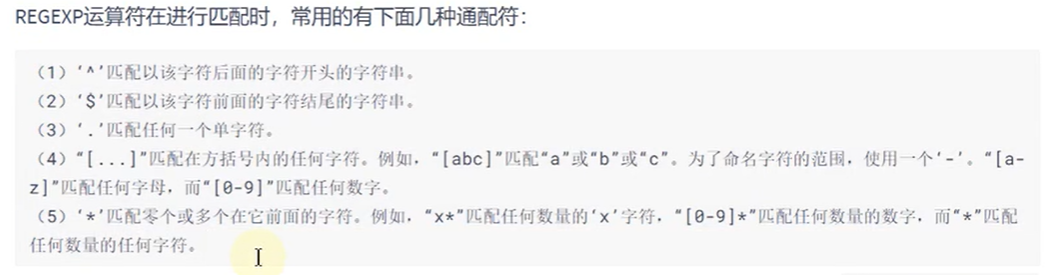 REGEXP运算符在进行匹配时，常用的有下面几种通配符：
（1）‘^’匹配以该字符后面的字符开头的字符串。
（2）‘$’匹配以该字符前面的字符结尾的字符串。
（3）‘.’匹配任何一个单字符。
（4）“[...]”匹配在方括号内的任何字符。例如，“[abc]”匹配“a”或“b”或“c”。为了命名字符的范围，使用一个‘-’。“[a-
z]”匹配任何字母，而“[0-9]”匹配任何数字。
（5）‘*’匹配零个或多个在它前面的字符。例如，“x*”匹配任何数量的‘x’字符，“[0-9]*”匹配任何数量的数字，而“*”匹配
任何数量的任何字符。